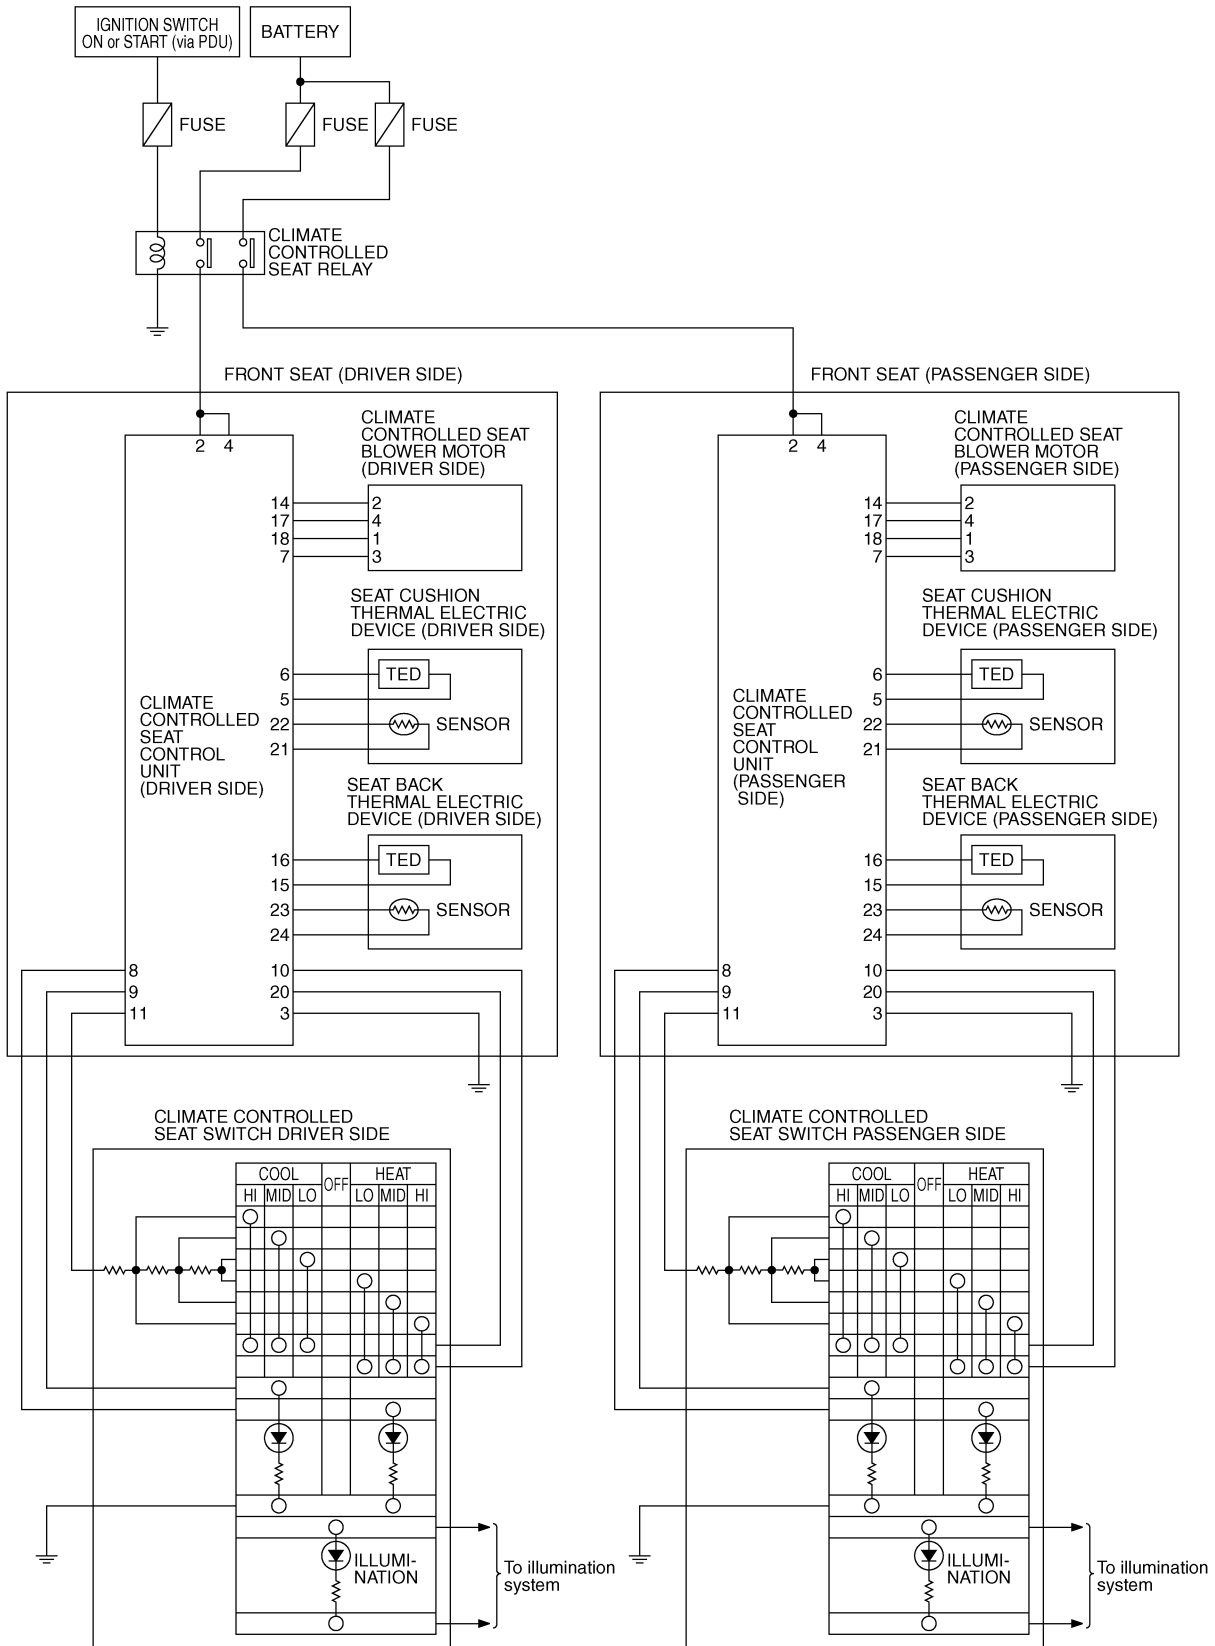 IGNITION SWITCH
ON or START (via PDU)
BATTERY
FUSE
FUSE
FUSE
CLIMATE
CONTROLLED
SEAT RELAY
FRONT SEAT (DRIVER SIDE)
2 4
CLIMATE
CONTROLLED SEAT
BLOWER MOTOR
(DRIVER SIDE)
14 2
17 4
18 1
7 3
SEAT CUSHION
THERMAL ELECTRIC
DEVICE (DRIVER SIDE)
6 TED
5
22 SENSOR
21
CLIMATE
CONTROLLED
SEAT
CONTROL
UNIT
(DRIVER SIDE)
SEAT BACK
THERMAL ELECTRIC
DEVICE (DRIVER SIDE)
16 TED
15
23 SENSOR
24
8 10
9 20
11 3
FRONT SEAT (PASSENGER SIDE)
2 4
CLIMATE
CONTROLLED SEAT
BLOWER MOTOR
(PASSENGER SIDE)
14 2
17 4
18 1
7 3
SEAT CUSHION
THERMAL ELECTRIC
DEVICE (PASSENGER SIDE)
6 TED
5
22 SENSOR
21
CLIMATE
CONTROLLED
SEAT
CONTROL
UNIT
(PASSENGER
SIDE)
SEAT BACK
THERMAL ELECTRIC
DEVICE (PASSENGER SIDE)
16 TED
15
23 SENSOR
24
8 10
9 20
11 3
CLIMATE CONTROLLED
SEAT SWITCH DRIVER SIDE
COOL OFF HEAT
HI MID LO LO MID HI
ILLUMI-
NATION
To illumination
system
CLIMATE CONTROLLED
SEAT SWITCH PASSENGER SIDE
COOL OFF HEAT
HI MID LO LO MID HI
ILLUMI-
NATION
To illumination
system